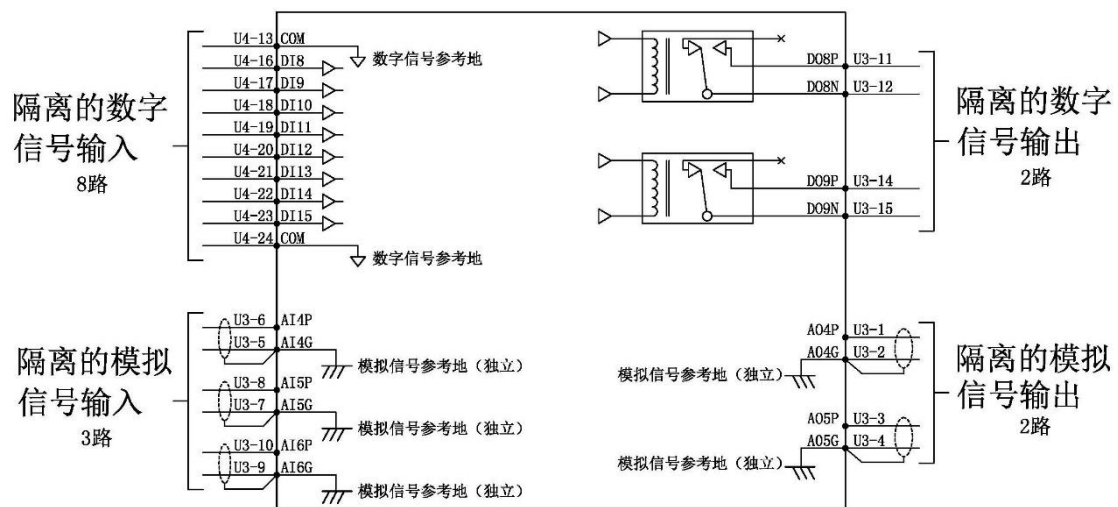 U4-13 COM
数字信号参考地
U4-16 DI8
U4-17 DI9
U4-18 DI10
U4-19 DI11
U4-20 DI12
U4-21 DI13
U4-22 DI14
U4-23 DI15
U4-24 COM
数字信号参考地
隔离的数字
信号输入
8路
DO8P U3-11
DO8N U3-12
DO9P U3-14
DO9N U3-15
隔离的数字
信号输出
2路
U3-6 AI4P
U3-5 AI4G
模拟信号参考地（独立）
U3-8 AI5P
U3-7 AI5G
模拟信号参考地（独立）
U3-10 AI6P
U3-9 AI6G
模拟信号参考地（独立）
隔离的模拟
信号输入
3路
AO4P U3-1
AO4G U3-2
模拟信号参考地（独立）
AO5P U3-3
AO5G U3-4
模拟信号参考地（独立）
隔离的模拟
信号输出
2路